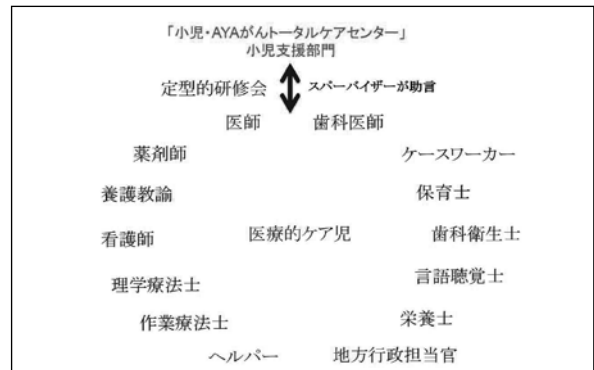 「小児・AYAがんトータルケアセンター」
小児支援部門
定型的研修会 スパーバイザーが助言
医師 歯科医師
薬剤師 ケースワーカー
養護教諭 保育士
看護師 医療的ケア児 歯科衛生士
理学療法士 言語聴覚士
作業療法士 栄養士
ヘルパー 地方行政担当官